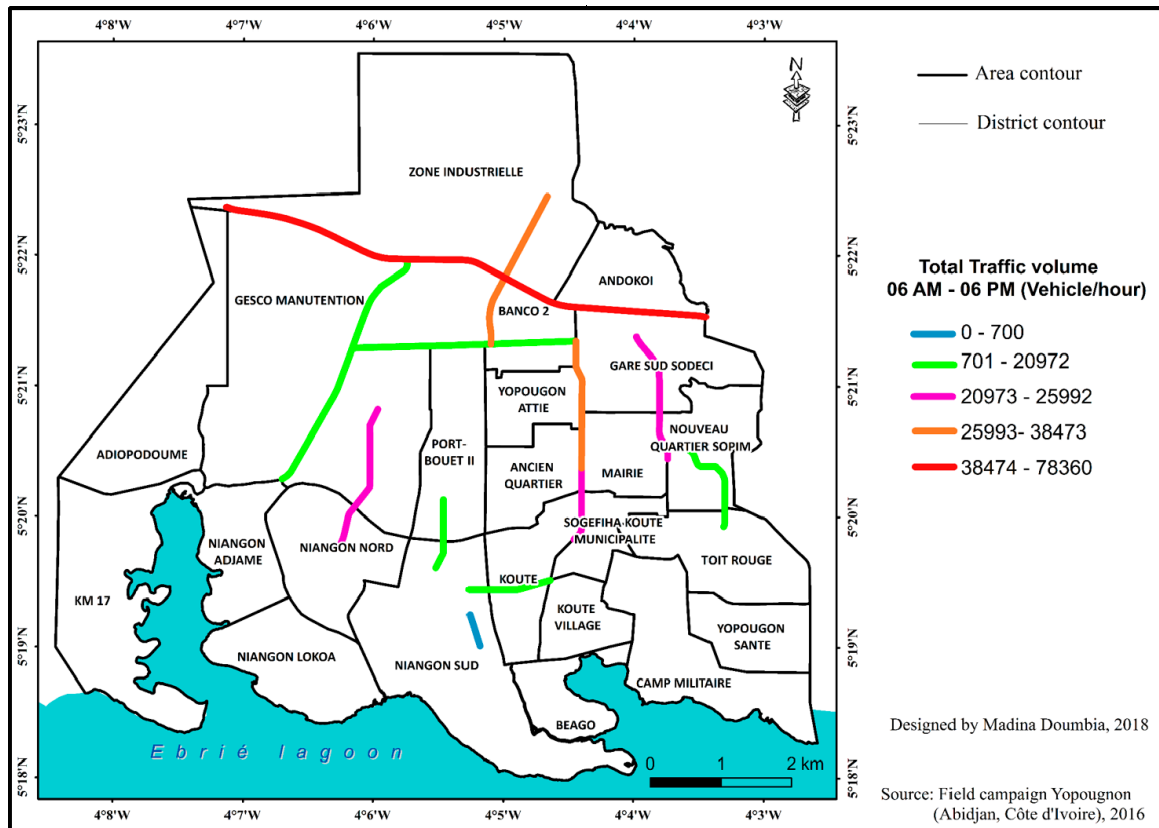 4°8'W 4°6'W 4°5'W 4°4'W 4°3'W
N
5°23'N
5°22'N
5°21'N
5°20'N
5°19'N
5°18'N
5°23'N
5°22'N
5°21'N
5°20'N
5°19'N
5°18'N
ZONE INDUSTRIELLE
GESCO MANUTENTION
BANCO 2
ANDOKOI
GARE SUD SODECI
YOPOUGON
ATTIE
NOUVEAU
QUARTIER SOPIM
PORT-
BOUET II
ADIOPODOUME
ANCIEN
QUARTIER
MAIRIE
SOGEFIHA-KOUTE
MUNICIPALITE
NIANGON
ADJAME
NIANGON NORD
TOIT ROUGE
KOUTE
KM 17
KOUTE
VILLAGE
YOPOUGON
SANTE
NIANGON LOKOA
NIANGON SUD
CAMP MILITAIRE
BEAGO
Ebrié lagoon
0 1 2 km
4°8'W 4°7'W 4°6'W 4°5'W 4°4'W 4°3'W
Area contour
District contour
Total Traffic volume
06 AM - 06 PM (Vehicle/hour)
0 - 700
701 - 20972
20973 - 25992
25993- 38473
38474 - 78360
Designed by Madina Doumbia, 2018
Source: Field campaign Yopougnon
(Abidjan, Côte d'Ivoire), 2016